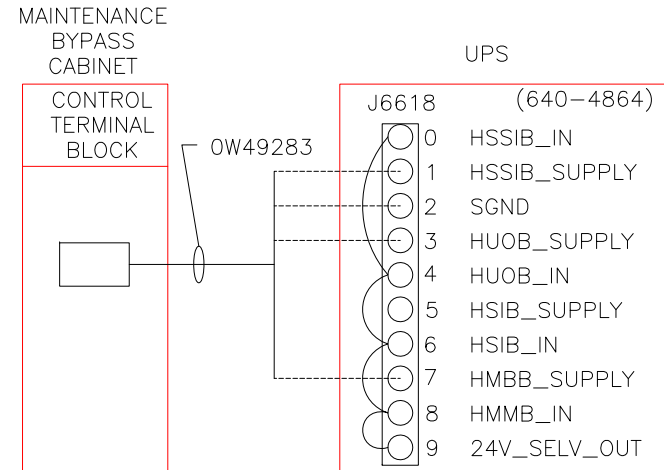 MAINTENANCE
BYPASS
CABINET
UPS
CONTROL
TERMINAL
BLOCK
J6618
(640-4864)
0W49283
0 HSSIB_IN
1 HSSIB_SUPPLY
2 SGND
3 HUOB_SUPPLY
4 HUOB_IN
5 HSIB_SUPPLY
6 HSIB_IN
7 HMBB_SUPPLY
8 HMMB_IN
9 24V_SELV_OUT